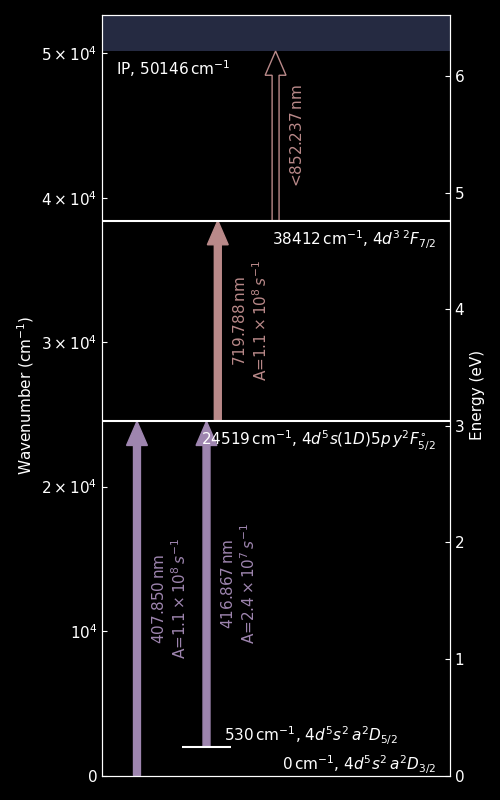 5 × 10⁴
IP, 50146 cm⁻¹
6
<852.237 nm
4 × 10⁴
5
38412 cm⁻¹, 4d³ ²F₇/₂
719.788 nm
A=1.1 × 10⁸ s⁻¹
4
3 × 10⁴
Wavenumber (cm⁻¹)
Energy (eV)
3
24519 cm⁻¹, 4d⁵s(1D)5p y²F°₅/₂
2 × 10⁴
2
407.850 nm
A=1.1 × 10⁸ s⁻¹
416.867 nm
A=2.4 × 10⁷ s⁻¹
10⁴
1
530 cm⁻¹, 4d⁵s² a²D₅/₂
0 cm⁻¹, 4d⁵s² a²D₃/₂
0
0